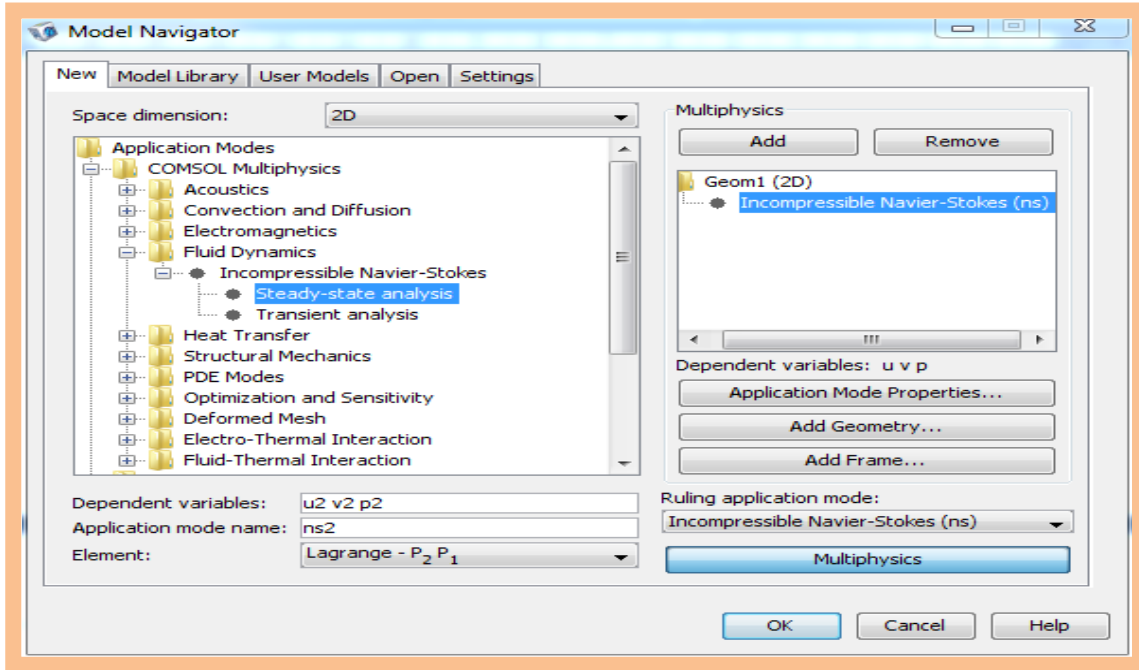 Model Navigator
New Model Library User Models Open Settings
Space dimension: 2D
Application Modes
COMSOL Multiphysics
Acoustics
Convection and Diffusion
Electromagnetics
Fluid Dynamics
Incompressible Navier-Stokes
Steady-state analysis
Transient analysis
Heat Transfer
Structural Mechanics
PDE Modes
Optimization and Sensitivity
Deformed Mesh
Electro-Thermal Interaction
Fluid-Thermal Interaction
Dependent variables: u2 v2 p2
Application mode name: ns2
Element: Lagrange - P₂ P₁
Multiphysics
Add Remove
Geom1 (2D)
Incompressible Navier-Stokes (ns)
Dependent variables: u v p
Application Mode Properties...
Add Geometry...
Add Frame...
Ruling application mode:
Incompressible Navier-Stokes (ns)
Multiphysics
OK Cancel Help